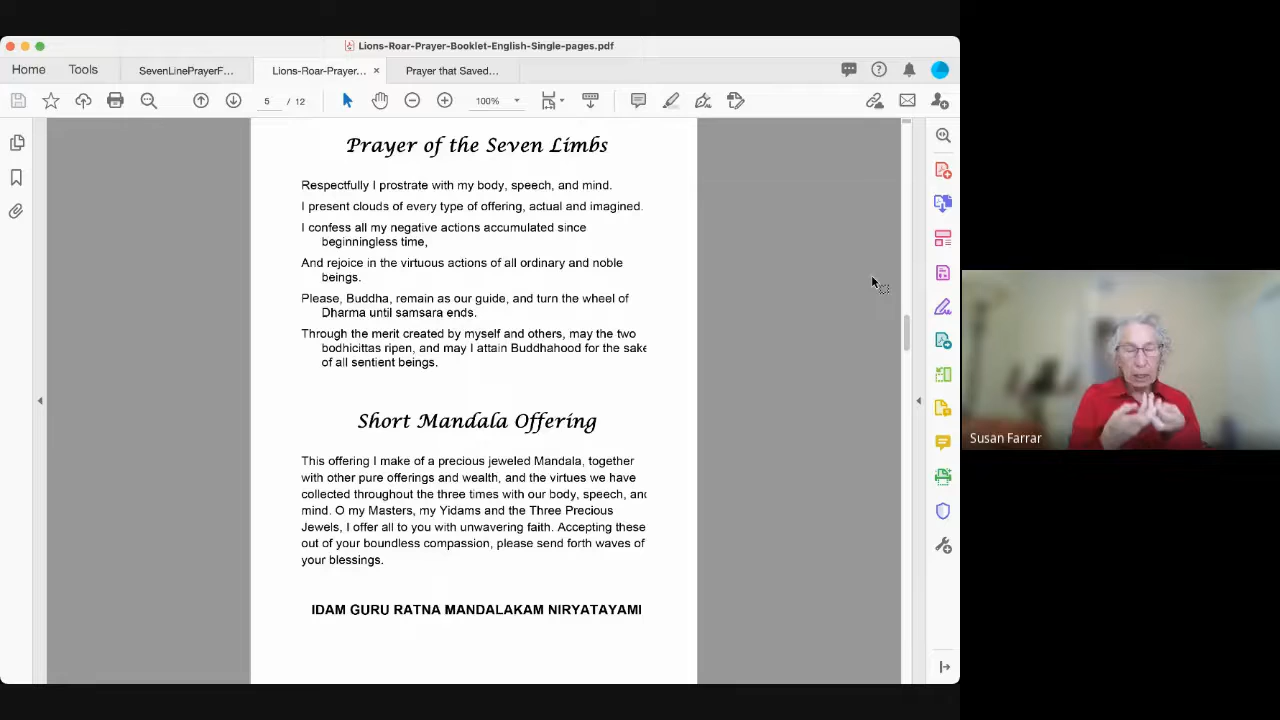 Lions-Roar-Prayer-Booklet-English-Single-pages.pdf
Home Tools SevenLinePrayerF... Lions-Roar-Prayer... × Prayer that Saved...
5 / 12 100%
Prayer of the Seven Limbs
Respectfully I prostrate with my body, speech, and mind.
I present clouds of every type of offering, actual and imagined.
I confess all my negative actions accumulated since
beginningless time,
And rejoice in the virtuous actions of all ordinary and noble
beings.
Please, Buddha, remain as our guide, and turn the wheel of
Dharma until samsara ends.
Through the merit created by myself and others, may the two
bodhicittas ripen, and may I attain Buddhahood for the sake
of all sentient beings.
Short Mandala Offering
This offering I make of a precious jeweled Mandala, together
with other pure offerings and wealth, and the virtues we have
collected throughout the three times with our body, speech, and
mind. O my Masters, my Yidams and the Three Precious
Jewels, I offer all to you with unwavering faith. Accepting these
out of your boundless compassion, please send forth waves of
your blessings.
IDAM GURU RATNA MANDALAKAM NIRYATAYAMI
Susan Farrar